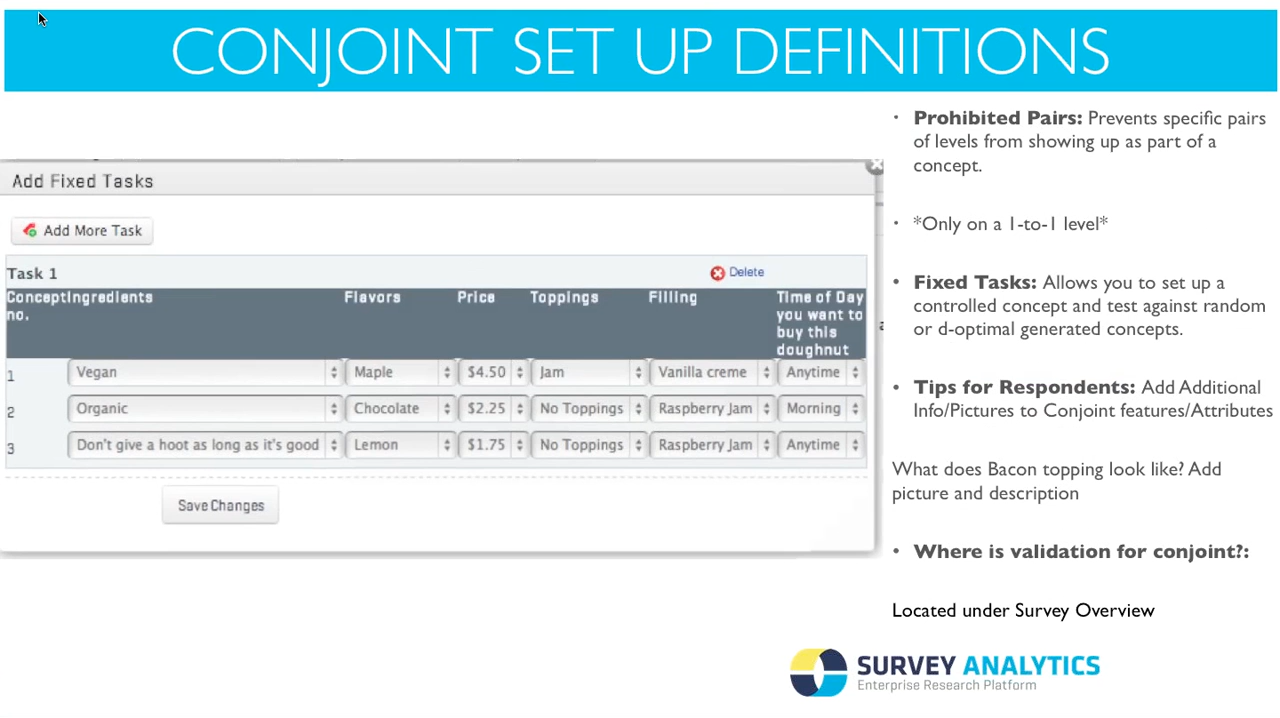 CONJOINT SET UP DEFINITIONS
Add Fixed Tasks
Add More Task
Task 1
Delete
Concept no. Ingredients Flavors Price Toppings Filling Time of Day you want to buy this doughnut
1 Vegan Maple $4.50 Jam Vanilla creme Anytime
2 Organic Chocolate $2.25 No Toppings Raspberry Jam Morning
3 Don't give a hoot as long as it's good Lemon $1.75 No Toppings Raspberry Jam Anytime
Save Changes
• Prohibited Pairs: Prevents specific pairs
of levels from showing up as part of a
concept.
• *Only on a 1-to-1 level*
• Fixed Tasks: Allows you to set up a
controlled concept and test against random
or d-optimal generated concepts.
• Tips for Respondents: Add Additional
Info/Pictures to Conjoint features/Attributes
What does Bacon topping look like? Add
picture and description
• Where is validation for conjoint?:
Located under Survey Overview
SURVEY ANALYTICS
Enterprise Research Platform